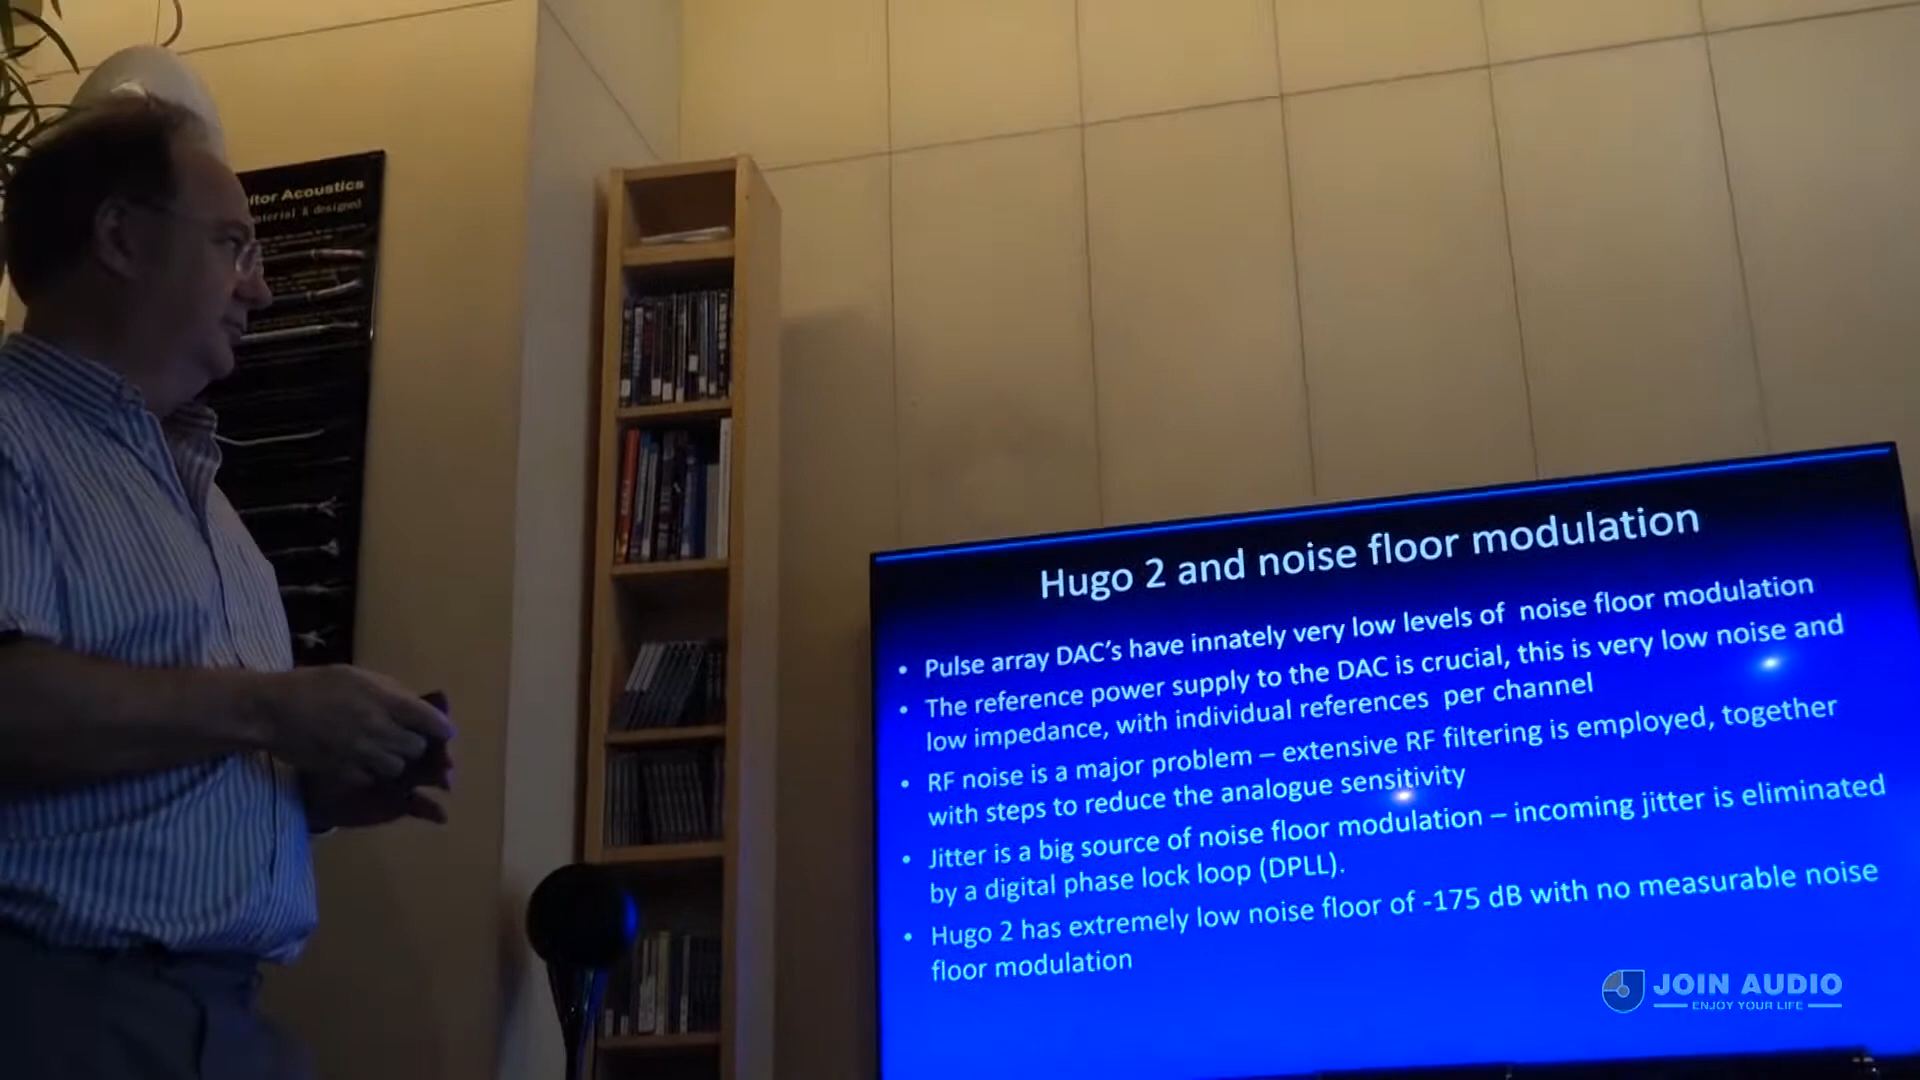 itor Acoustics
aterial & designed
Hugo 2 and noise floor modulation
• Pulse array DAC's have innately very low levels of noise floor modulation
• The reference power supply to the DAC is crucial, this is very low noise and
low impedance, with individual references per channel
• RF noise is a major problem – extensive RF filtering is employed, together
with steps to reduce the analogue sensitivity
• Jitter is a big source of noise floor modulation – incoming jitter is eliminated
by a digital phase lock loop (DPLL).
• Hugo 2 has extremely low noise floor of -175 dB with no measurable noise
floor modulation
JOIN AUDIO
ENJOY YOUR LIFE